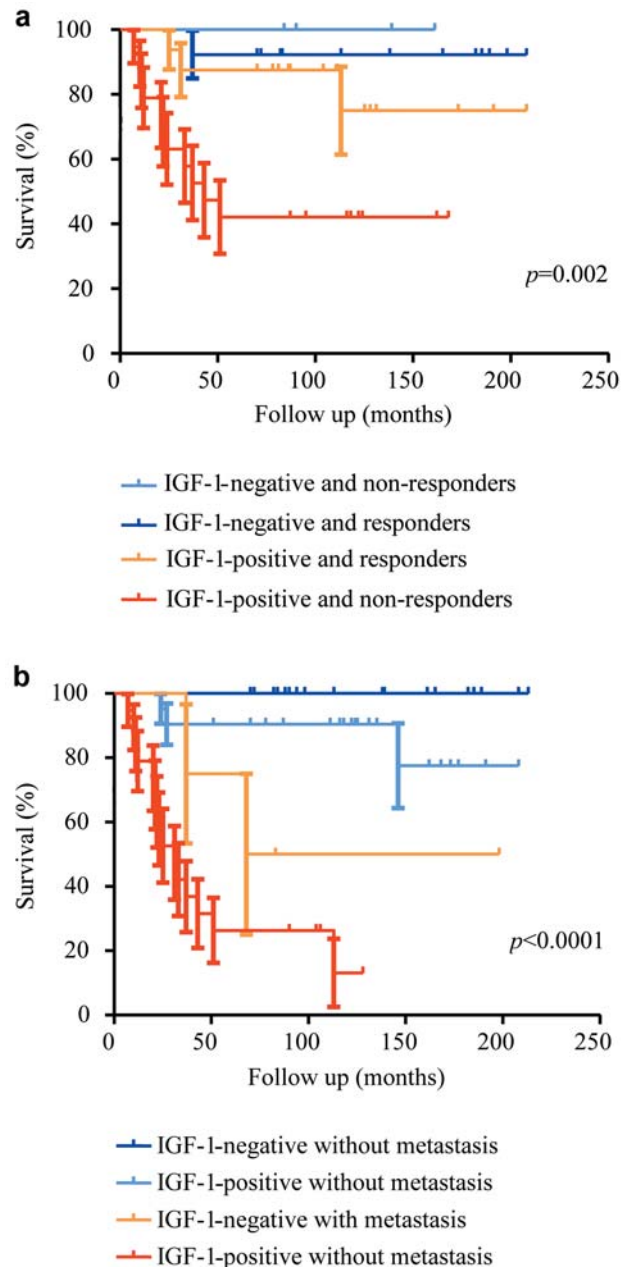 a
100
80
60
40
20
0
Survival (%)
p=0.002
0 50 100 150 200 250
Follow up (months)
IGF-1-negative and non-responders
IGF-1-negative and responders
IGF-1-positive and responders
IGF-1-positive and non-responders
b
100
80
60
40
20
0
Survival (%)
p<0.0001
0 50 100 150 200 250
Follow up (months)
IGF-1-negative without metastasis
IGF-1-positive without metastasis
IGF-1-negative with metastasis
IGF-1-positive without metastasis